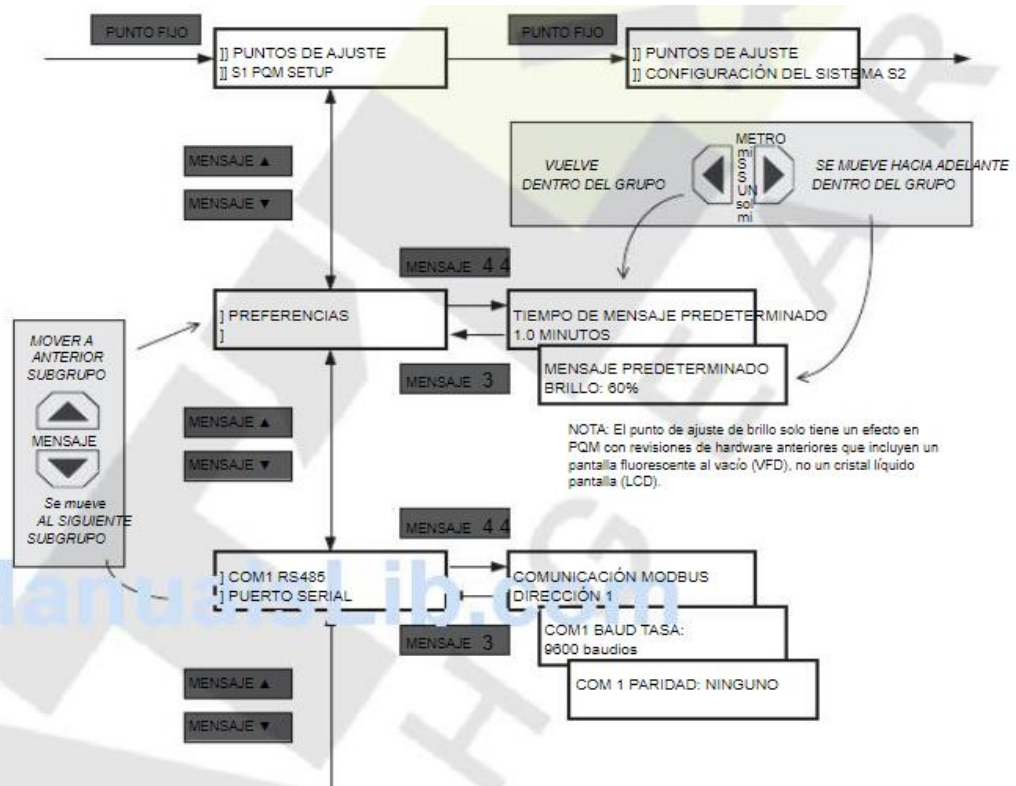 PUNTO FIJO
]] PUNTOS DE AJUSTE
]] S1 PQM SETUP
PUNTO FIJO
]] PUNTOS DE AJUSTE
]] CONFIGURACIÓN DEL SISTEMA S2
MENSAJE ▲
MENSAJE ▼
VUELVE
DENTRO DEL GRUPO
METRO
mi
S
S
UN
sol
mi
SE MUEVE HACIA ADELANTE
DENTRO DEL GRUPO
MENSAJE 4 4
] PREFERENCIAS
]
TIEMPO DE MENSAJE PREDETERMINADO
1.0 MINUTOS
MENSAJE PREDETERMINADO
BRILLO: 60%
MENSAJE 3
MOVER A
ANTERIOR
SUBGRUPO
MENSAJE
Se mueve
AL SIGUIENTE
SUBGRUPO
MENSAJE ▲
MENSAJE ▼
NOTA: El punto de ajuste de brillo solo tiene un efecto en
PQM con revisiones de hardware anteriores que incluyen un
pantalla fluorescente al vacío (VFD), no un cristal líquido
pantalla (LCD).
MENSAJE 4 4
] COM1 RS485
] PUERTO SERIAL
COMUNICACIÓN MODBUS
DIRECCIÓN 1
COM1 BAUD TASA:
9600 baudios
COM 1 PARIDAD: NINGUNO
MENSAJE 3
MENSAJE ▲
MENSAJE ▼
ManualsLib.com
HGEAR